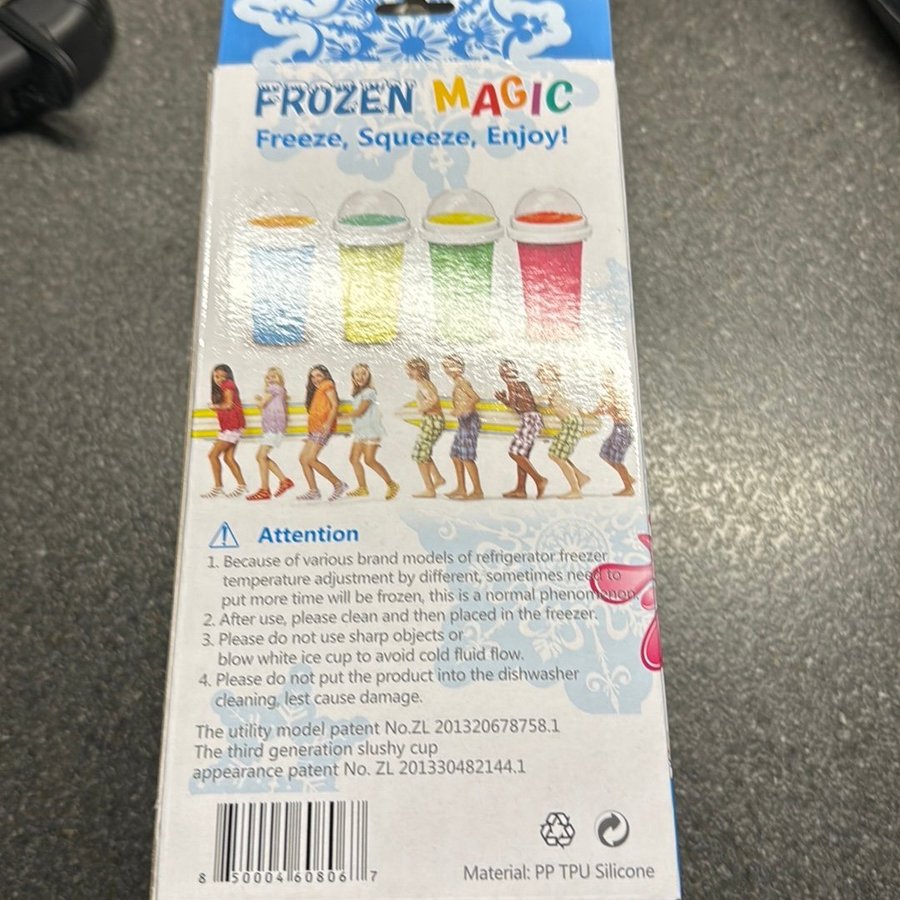 FROZEN MAGIC
Freeze, Squeeze, Enjoy!
Attention
1. Because of various brand models of refrigerator freezer
temperature adjustment by different, sometimes need to
put more time will be frozen, this is a normal phenomenon.
2. After use, please clean and then placed in the freezer.
3. Please do not use sharp objects or
blow white ice cup to avoid cold fluid flow.
4. Please do not put the product into the dishwasher
cleaning, lest cause damage.
The utility model patent No.ZL 201320678758.1
The third generation slushy cup
appearance patent No. ZL 201330482144.1
8 50004 60806 7
Material: PP TPU Silicone